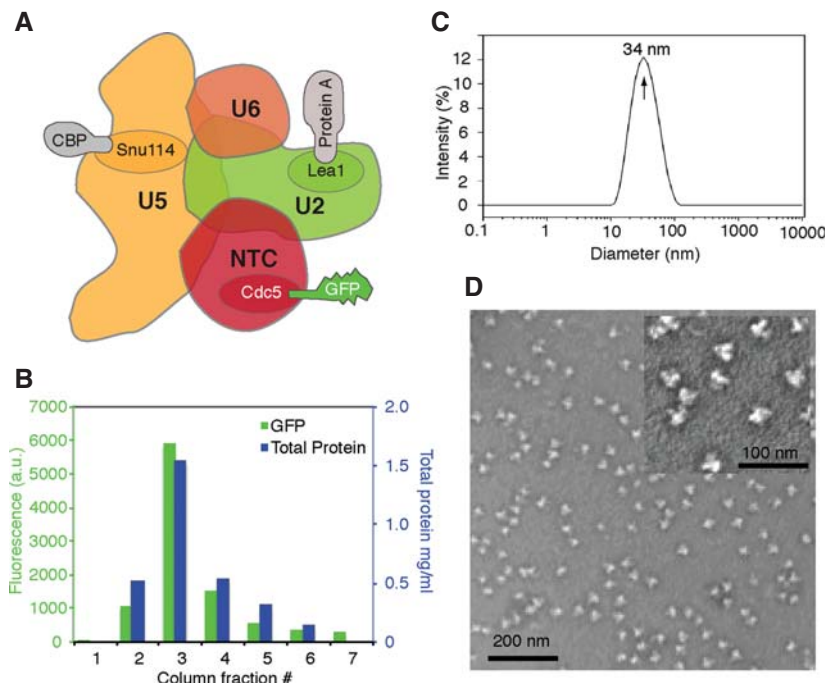 A
U6
Protein A
CBP
Snu114
Lea1
U5
U2
NTC
Cdc5
GFP
B
7000
6000
5000
4000
3000
2000
1000
0
Fluorescence (a.u.)
GFP
Total Protein
2.0
1.5
1.0
0.5
0
Total protein mg/ml
1 2 3 4 5 6 7
Column fraction #
C
34 nm
12
10
8
6
4
2
0
Intensity (%)
0.1 1 10 100 1000 10000
Diameter (nm)
D
100 nm
200 nm